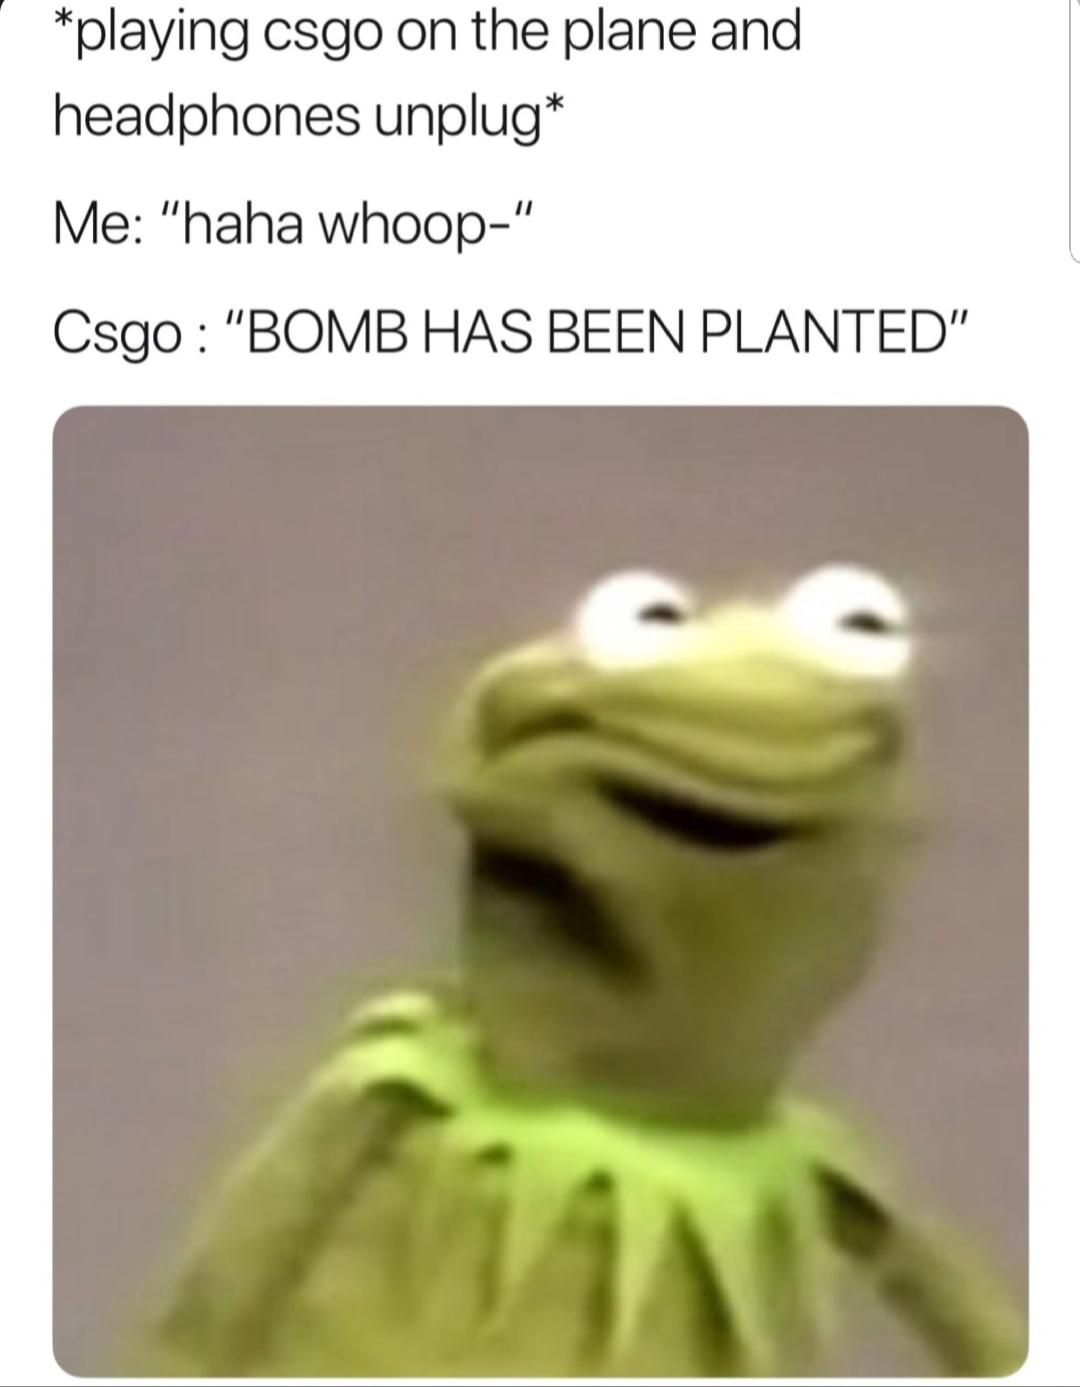 *playing csgo on the plane and
headphones unplug*
Me: "haha whoop-"
Csgo : "BOMB HAS BEEN PLANTED"